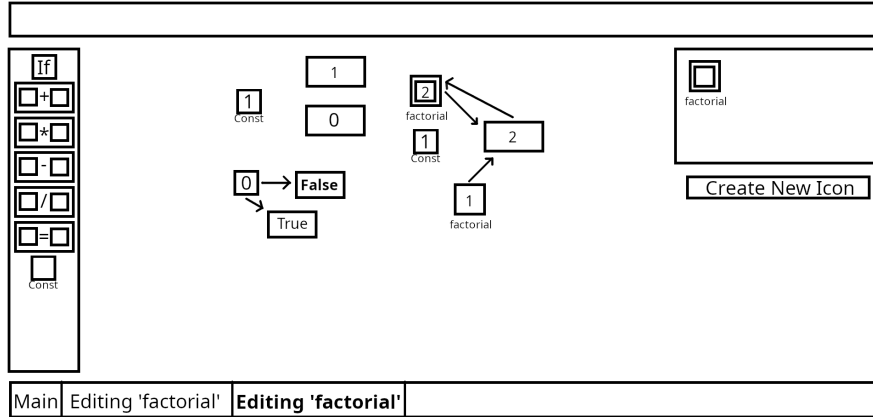 If
+
*
-
/
=
Const
1
Const
1
0
0
False
True
2
factorial
1
Const
2
1
factorial
factorial
Create New Icon
Main
Editing 'factorial'
Editing 'factorial'